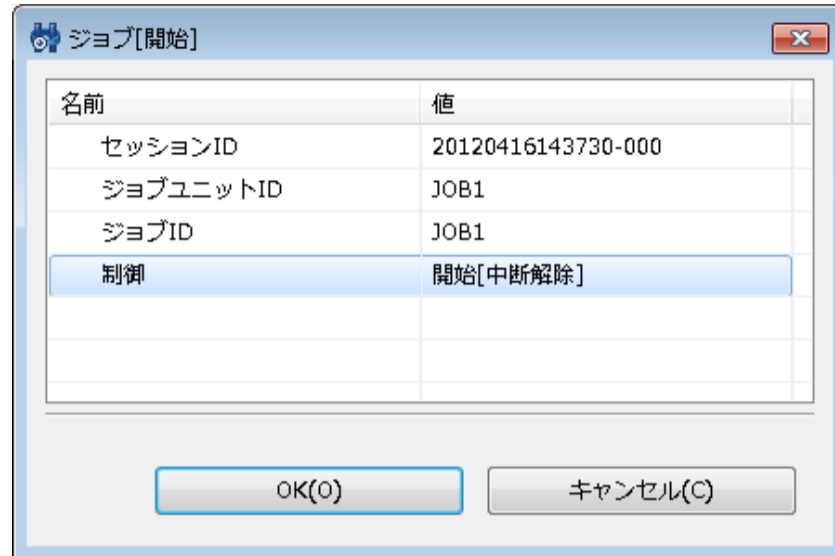 ジョブ[開始]
名前 値
セッションID 20120416143730-000
ジョブユニットID JOB1
ジョブID JOB1
制御 開始[中断解除]
OK(O) キャンセル(C)